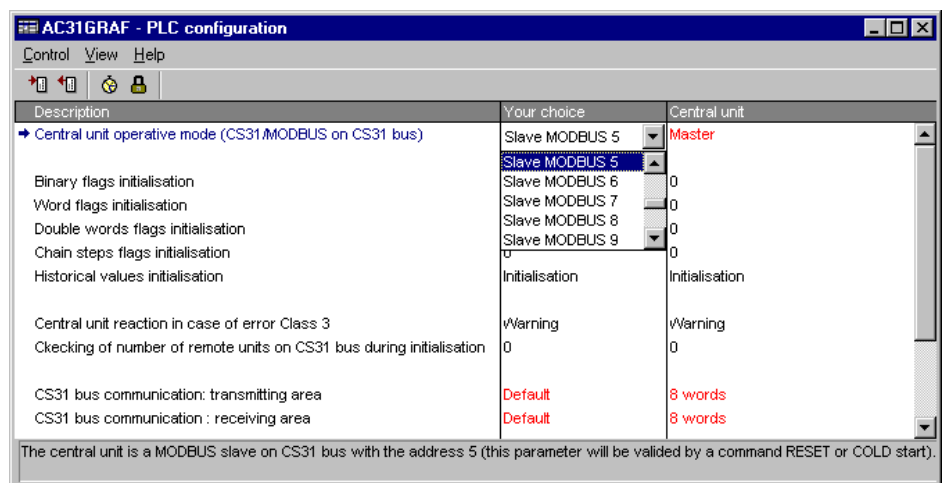 AC31GRAF - PLC configuration
Control View Help
Description Your choice Central unit
Central unit operative mode (CS31/MODBUS on CS31 bus) Slave MODBUS 5 Master
Slave MODBUS 5
Binary flags initialisation Slave MODBUS 6 0
Word flags initialisation Slave MODBUS 7 0
Double words flags initialisation Slave MODBUS 8 0
Slave MODBUS 9
Chain steps flags initialisation 0 0
Historical values initialisation Initialisation Initialisation
Central unit reaction in case of error Class 3 Warning Warning
Ckecking of number of remote units on CS31 bus during initialisation 0 0
CS31 bus communication: transmitting area Default 8 words
CS31 bus communication : receiving area Default 8 words
The central unit is a MODBUS slave on CS31 bus with the address 5 (this parameter will be valided by a command RESET or COLD start).